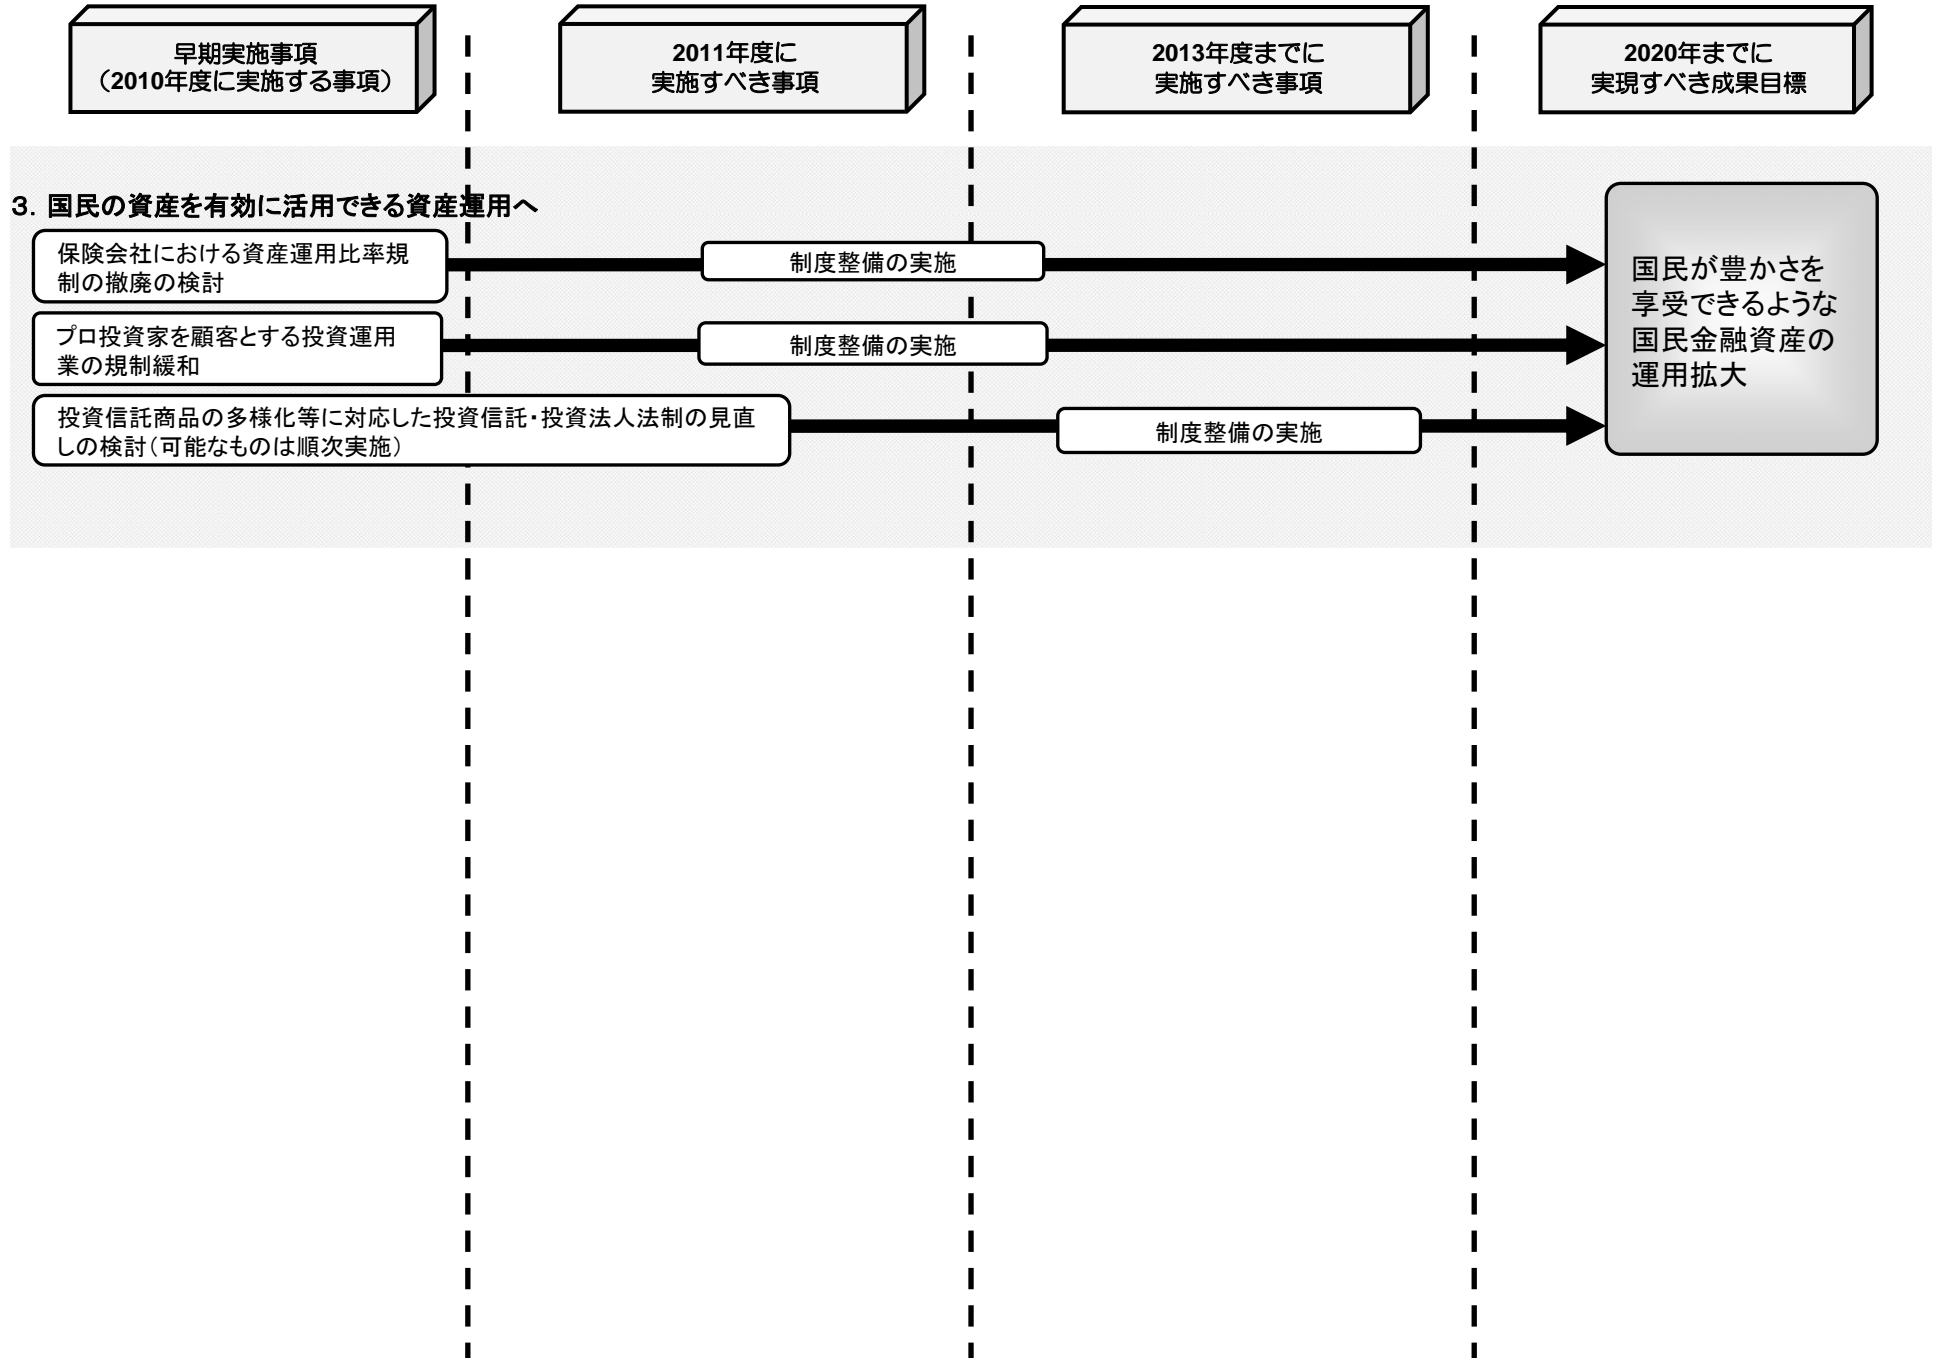 早期実施事項
（2010年度に実施する事項）
2011年度に
実施すべき事項
2013年度までに
実施すべき事項
2020年までに
実現すべき成果目標
３．国民の資産を有効に活用できる資産運用へ
保険会社における資産運用比率規
制の撤廃の検討
制度整備の実施
プロ投資家を顧客とする投資運用
業の規制緩和
制度整備の実施
投資信託商品の多様化等に対応した投資信託・投資法人法制の見直
しの検討（可能なものは順次実施）
制度整備の実施
国民が豊かさを
享受できるような
国民金融資産の
運用拡大